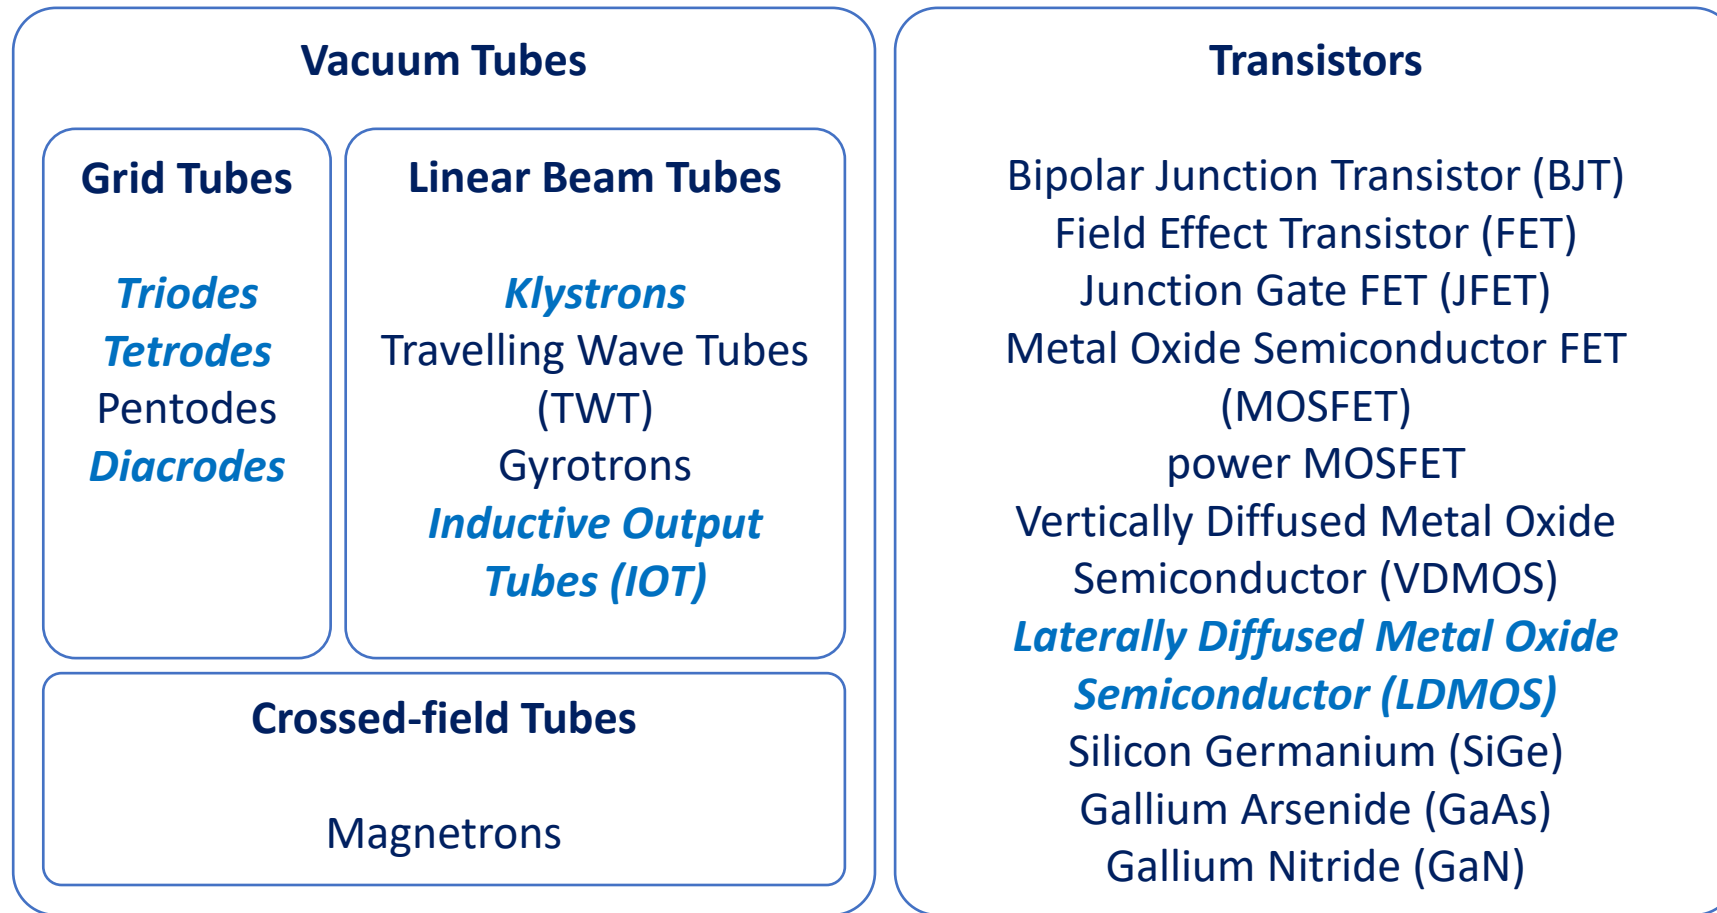 Vacuum Tubes
Grid Tubes
Triodes
Tetrodes
Pentodes
Diacrodes
Linear Beam Tubes
Klystrons
Travelling Wave Tubes
(TWT)
Gyrotrons
Inductive Output
Tubes (IOT)
Crossed-field Tubes
Magnetrons
Transistors
Bipolar Junction Transistor (BJT)
Field Effect Transistor (FET)
Junction Gate FET (JFET)
Metal Oxide Semiconductor FET
(MOSFET)
power MOSFET
Vertically Diffused Metal Oxide
Semiconductor (VDMOS)
Laterally Diffused Metal Oxide
Semiconductor (LDMOS)
Silicon Germanium (SiGe)
Gallium Arsenide (GaAs)
Gallium Nitride (GaN)